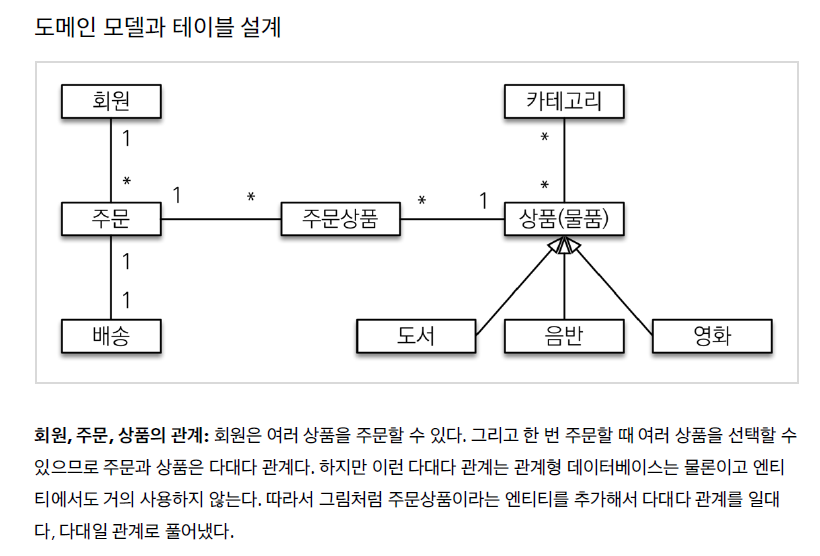 도메인 모델과 테이블 설계
회원
카테고리
1
*
*
*
1
*
*
1
주문
주문상품
상품(물품)
1
1
배송
도서
음반
영화
회원, 주문, 상품의 관계: 회원은 여러 상품을 주문할 수 있다. 그리고 한 번 주문할 때 여러 상품을 선택할 수
있으므로 주문과 상품은 다대다 관계다. 하지만 이런 다대다 관계는 관계형 데이터베이스는 물론이고 엔티
티에서도 거의 사용하지 않는다. 따라서 그림처럼 주문상품이라는 엔티티를 추가해서 다대다 관계를 일대
다, 다대일 관계로 풀어냈다.